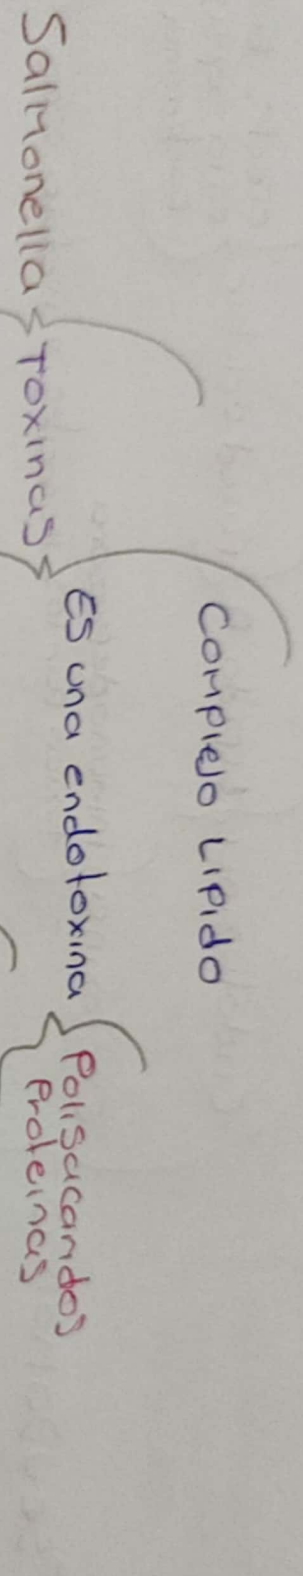 Salmonella
Toxinas
Complejo Lipido
Es una endotoxina
Polisacaridos
Proteinas